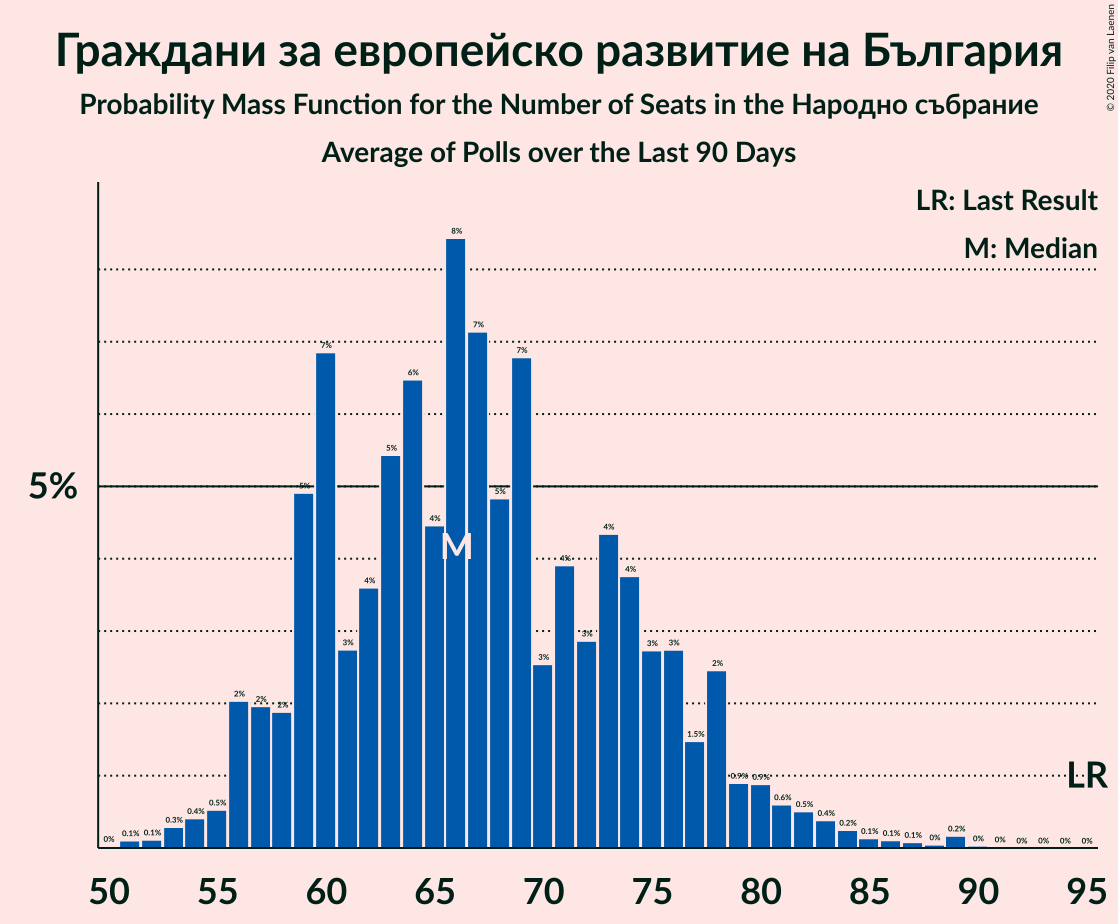 Граждани за европейско развитие на България
Probability Mass Function for the Number of Seats in the Народно събрание
Average of Polls over the Last 90 Days
© 2020 Filip van Laenen
LR: Last Result
M: Median
5%
0% 0.1% 0.1% 0.3% 0.4% 0.5% 2% 2% 2% 5% 7% 3% 4% 5% 6% 4% 8% 7% 5% 7% 3% 4% 3% 4% 4% 3% 3% 1.5% 2% 0.9% 0.9% 0.6% 0.5% 0.4% 0.2% 0.1% 0.1% 0.1% 0% 0.2% 0% 0% 0% 0% 0% 0%
M
LR
50 55 60 65 70 75 80 85 90 95